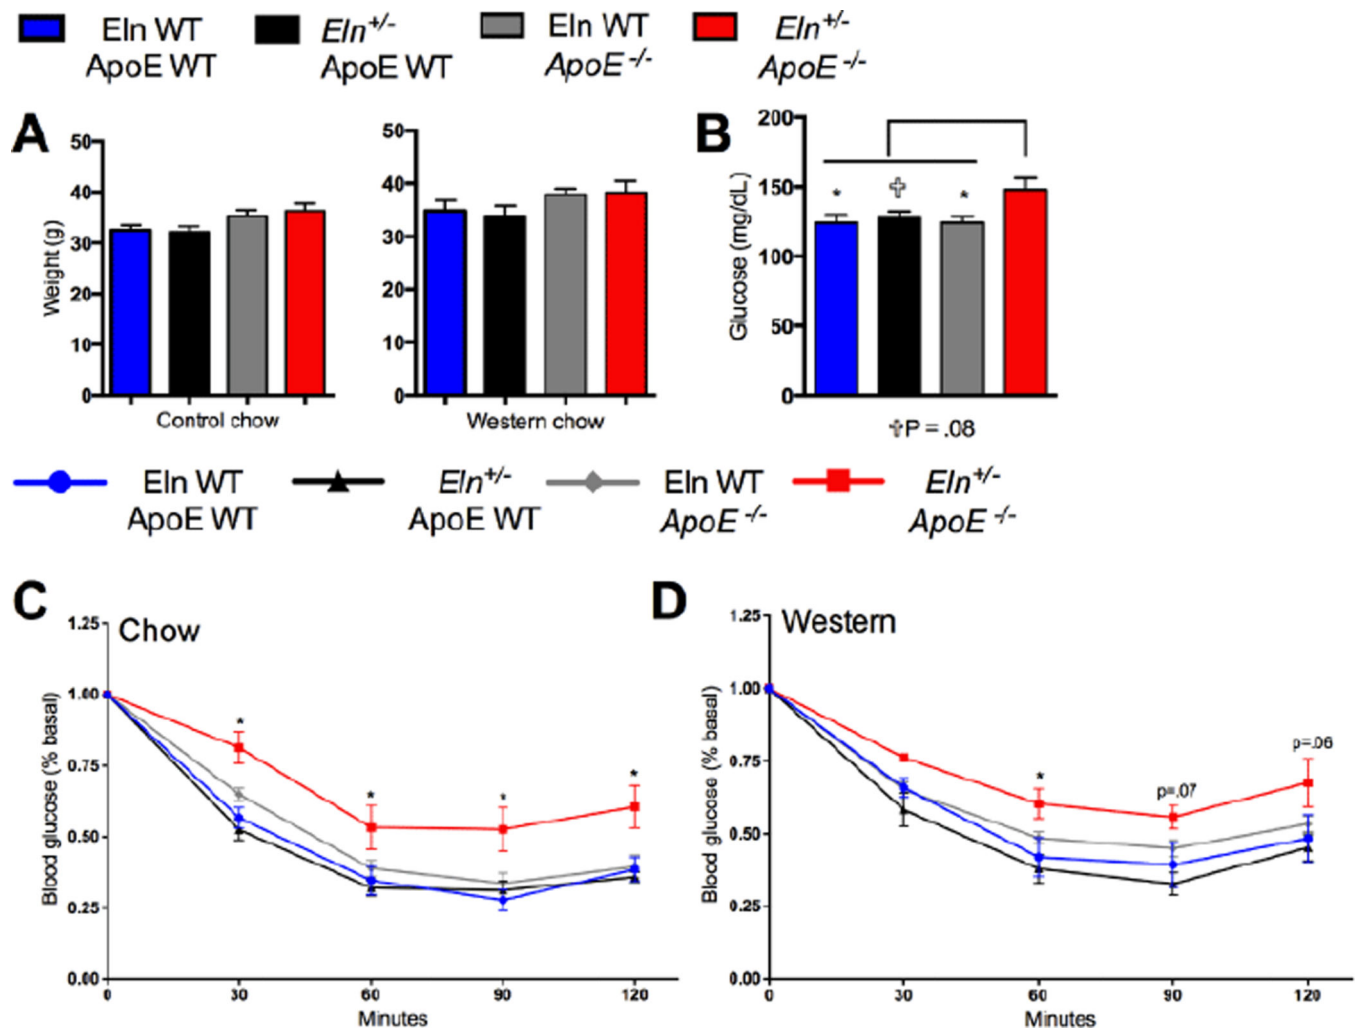 Eln WT Eln+/- Eln WT Eln+/-
ApoE WT ApoE WT ApoE -/- ApoE -/-
A
50
40
30
20
10
0
Weight (g)
Control chow
50
40
30
20
10
0
Western chow
B
200
150
100
50
0
Glucose (mg/dL)
* ✞ *
✞P = .08
Eln WT Eln+/- Eln WT Eln+/-
ApoE WT ApoE WT ApoE -/- ApoE -/-
C
Chow
1.25
1.00
0.75
0.50
0.25
0.00
Blood glucose (% basal)
* * * *
0 30 60 90 120
Minutes
D
Western
1.25
1.00
0.75
0.50
0.25
0.00
Blood glucose (% basal)
* p=.07 p=.06
0 30 60 90 120
Minutes